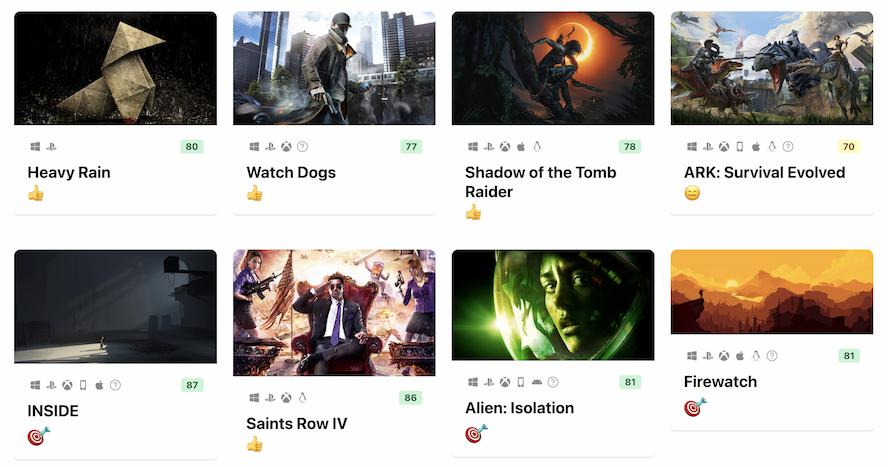 80
Heavy Rain
77
Watch Dogs
78
Shadow of the Tomb
Raider
70
ARK: Survival Evolved
87
INSIDE
86
Saints Row IV
81
Alien: Isolation
81
Firewatch